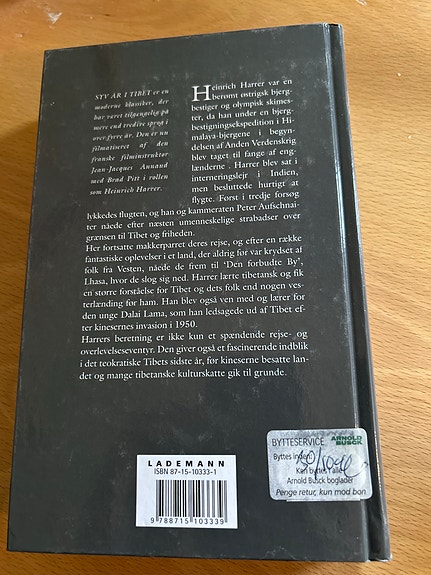 SYV ÅR I TIBET er en
moderne klassiker, der
har været tilgængelig på
mere end tredive sprog i
over fyrre år. Den er nu
filmatiseret af den
franske filminstruktør
Jean-Jacques Annaud
med Brad Pitt i rollen
som Heinrich Harrer.
Heinrich Harrer var en
berømt østrigsk bjerg-
bestiger og olympisk skimes-
ter, da han under en bjerg-
bestigningsekspedition i Hi-
malaya-bjergene i begyn-
delsen af Anden Verdenskrig
blev taget til fange af eng-
lænderne . Harrer blev sat i
interneringslejr i Indien,
men besluttede hurtigt at
flygte. Først i tredje forsøg
lykkedes flugten, og han og kammeraten Peter Aufschnai-
ter nåede efter næsten umenneskelige strabadser over
grænsen til Tibet og friheden.
Her fortsatte makkerparret deres rejse, og efter en række
fantastiske oplevelser i et land, der aldrig før var krydset af
folk fra Vesten, nåede de frem til 'Den forbudte By',
Lhasa, hvor de slog sig ned. Harrer lærte tibetansk og fik
en større forståelse for Tibet og dets folk end nogen ves-
terlænding før ham. Han blev også ven med og lærer for
den unge Dalai Lama, som han ledsagede ud af Tibet ef-
ter kinesernes invasion i 1950.
Harrers beretning er ikke kun et spændende rejse- og
overlevelseseventyr. Den giver også et fascinerende indblik
i det teokratiske Tibets sidste år, før kineserne besatte lan-
det og mange tibetanske kulturskatte gik til grunde.
LADEMANN
ISBN 87-15-10333-1
9 788715 103339
BYTTESERVICE ARNOLD
BUSCK
Byttes inden:
Kan byttes i alle
Arnold Busck boglader
Penge retur, kun mod bon